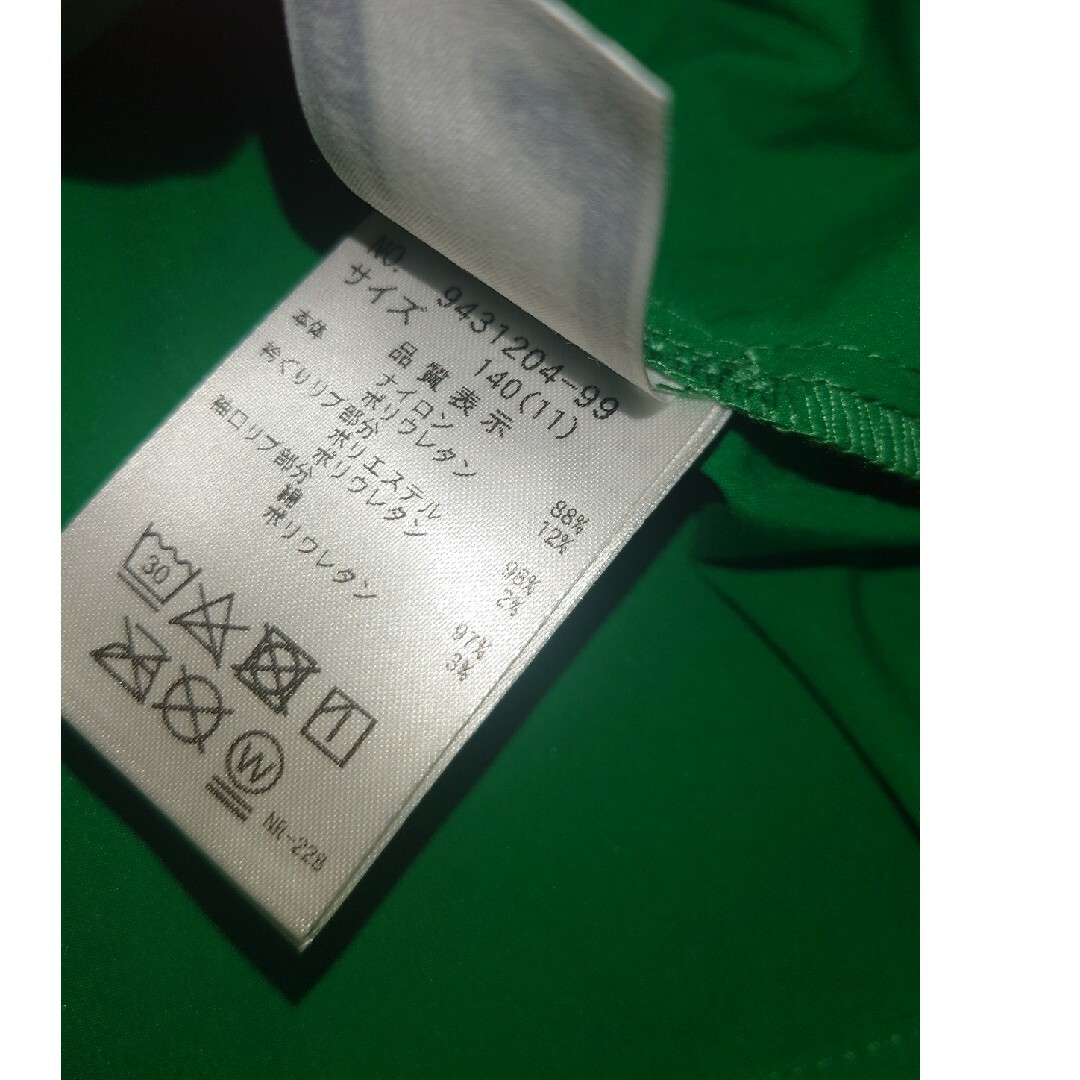 NO. 9431204-99
サイズ 140(11)
品質表示
本体 ナイロン 88%
ポリウレタン 12%
衿ぐりリブ部分
ポリエステル 98%
ポリウレタン 2%
袖口リブ部分
綿 97%
ポリウレタン 3%
30
W
NR-228